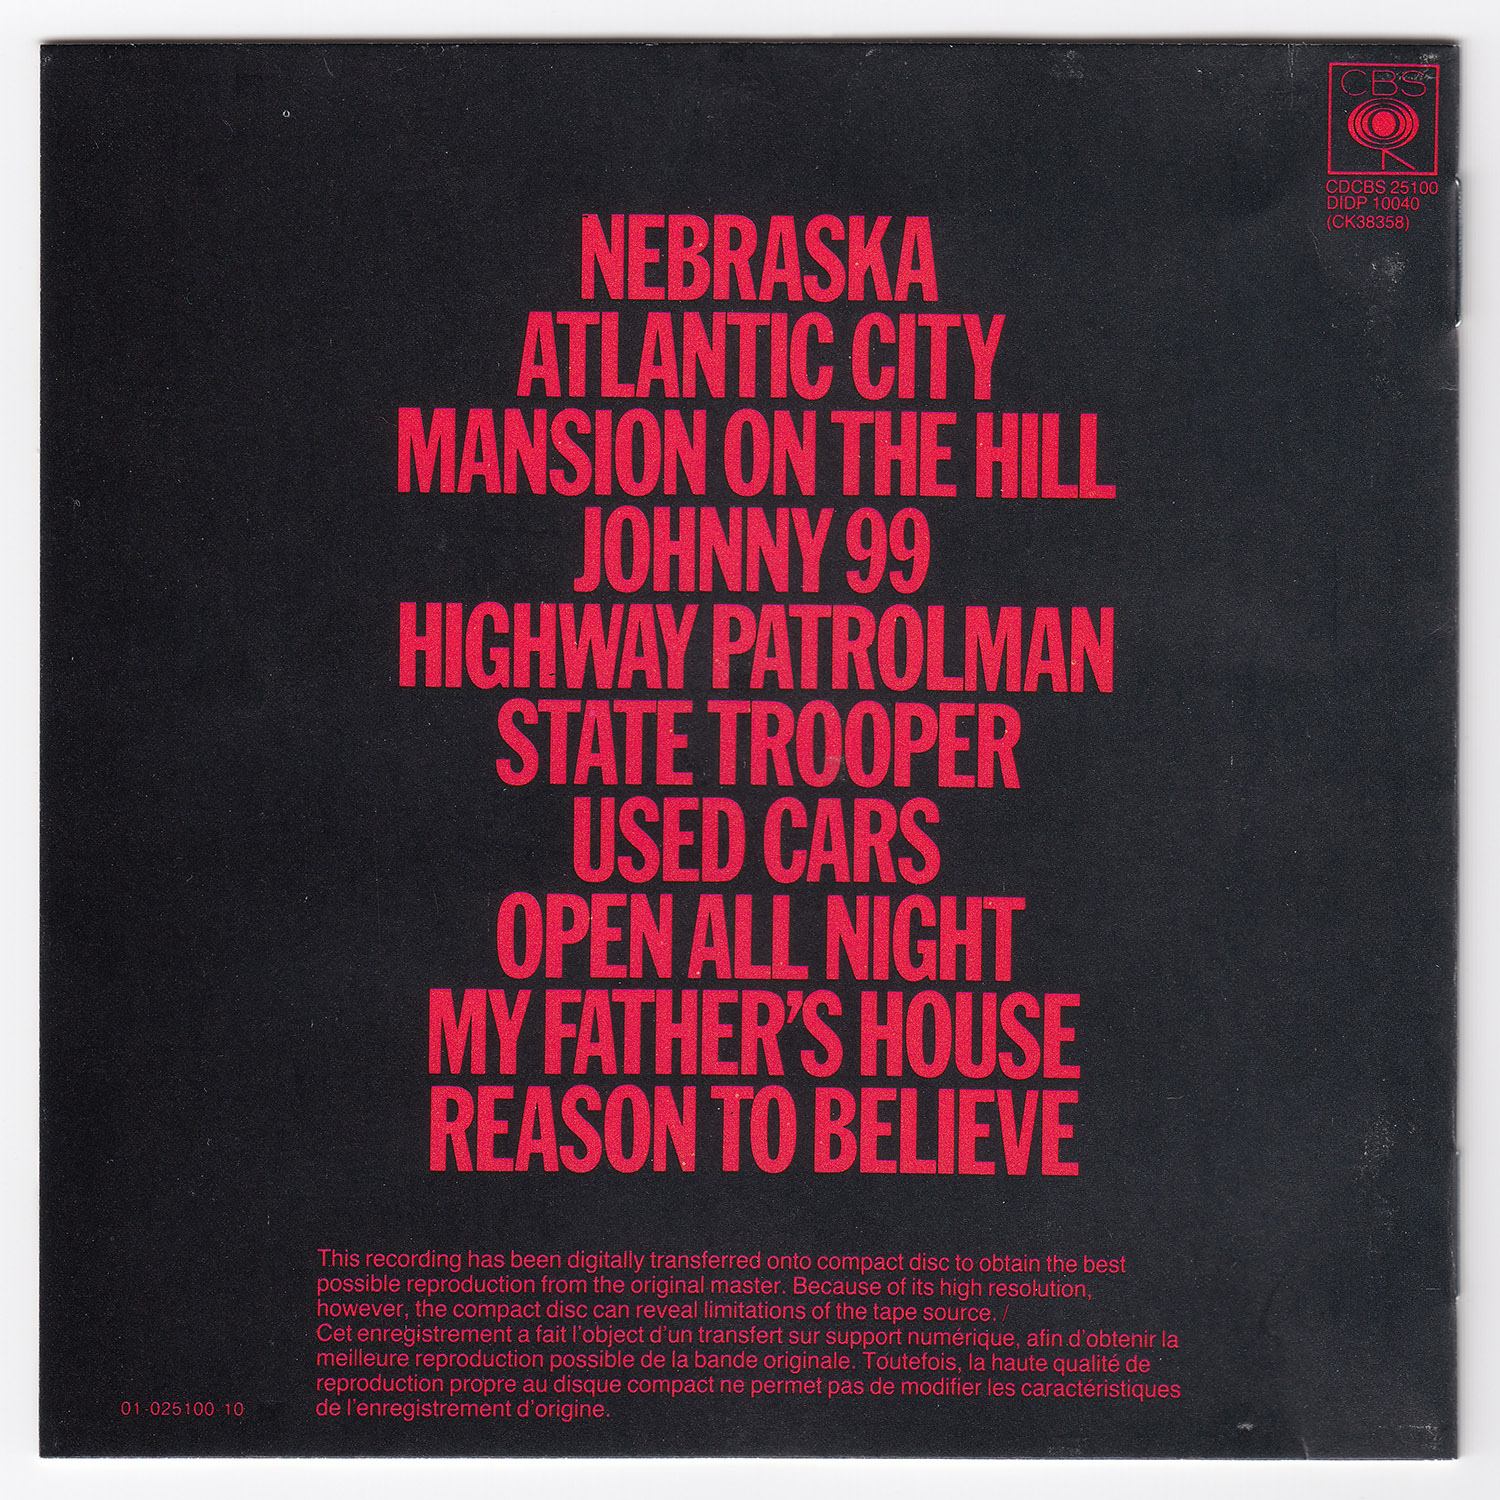 CBS
CDCBS 25100
DIDP 10040
(CK38358)
NEBRASKA
ATLANTIC CITY
MANSION ON THE HILL
JOHNNY 99
HIGHWAY PATROLMAN
STATE TROOPER
USED CARS
OPEN ALL NIGHT
MY FATHER'S HOUSE
REASON TO BELIEVE
This recording has been digitally transferred onto compact disc to obtain the best
possible reproduction from the original master. Because of its high resolution,
however, the compact disc can reveal limitations of the tape source. /
Cet enregistrement a fait l'object d'un transfert sur support numérique, afin d'obtenir la
meilleure reproduction possible de la bande originale. Toutefois, la haute qualité de
reproduction propre au disque compact ne permet pas de modifier les caractéristiques
de l'enregistrement d'origine.
01-025100-10